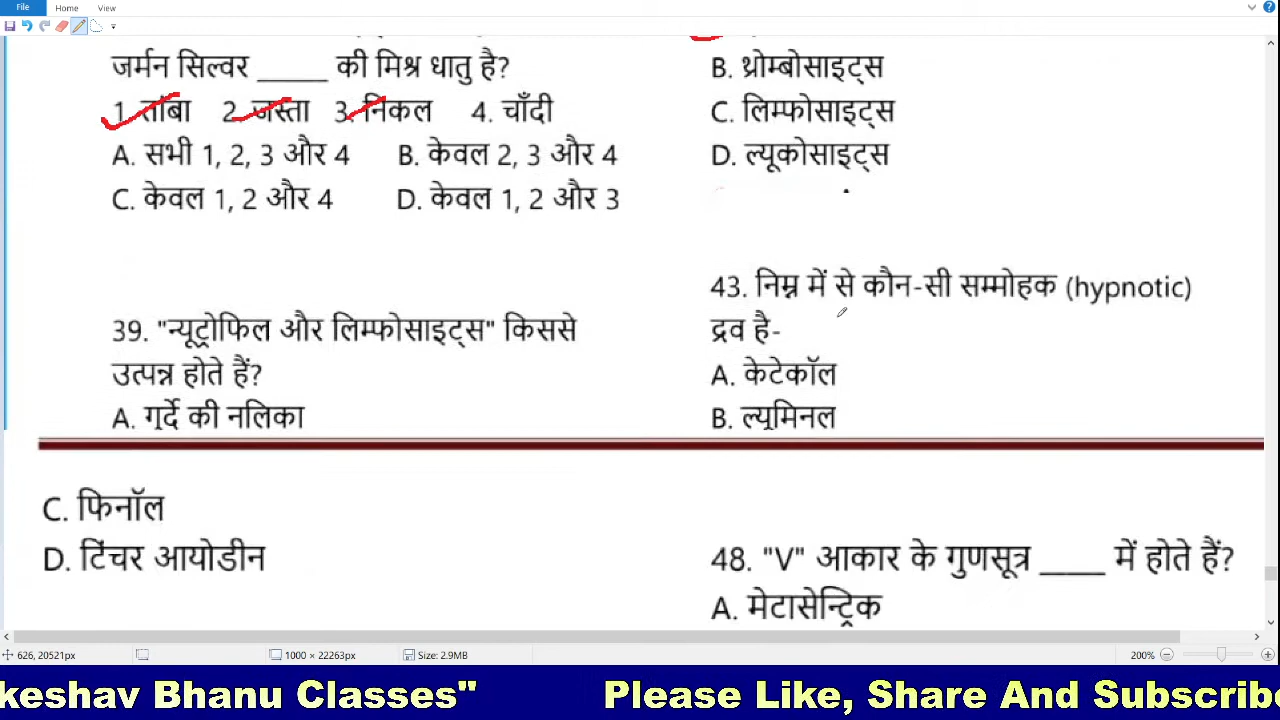 File
Home
View
जर्मन सिल्वर _____ की मिश्र धातु है?
1. तांबा 2. जस्ता 3. निकल 4. चाँदी
A. सभी 1, 2, 3 और 4 B. केवल 2, 3 और 4
C. केवल 1, 2 और 4 D. केवल 1, 2 और 3
39. "न्यूट्रोफिल और लिम्फोसाइट्स" किससे
उत्पन्न होते हैं?
A. गुर्दे की नलिका
B. थ्रोम्बोसाइट्स
C. लिम्फोसाइट्स
D. ल्यूकोसाइट्स
43. निम्न में से कौन-सी सम्मोहक (hypnotic)
द्रव है-
A. केटेकॉल
B. ल्यूमिनल
C. फिनॉल
D. टिंचर आयोडीन
48. "V" आकार के गुणसूत्र _____ में होते हैं?
A. मेटासेन्ट्रिक
626, 20521px
1000 × 22263px
Size: 2.9MB
200%
keshav Bhanu Classes"
Please Like, Share And Subscribe